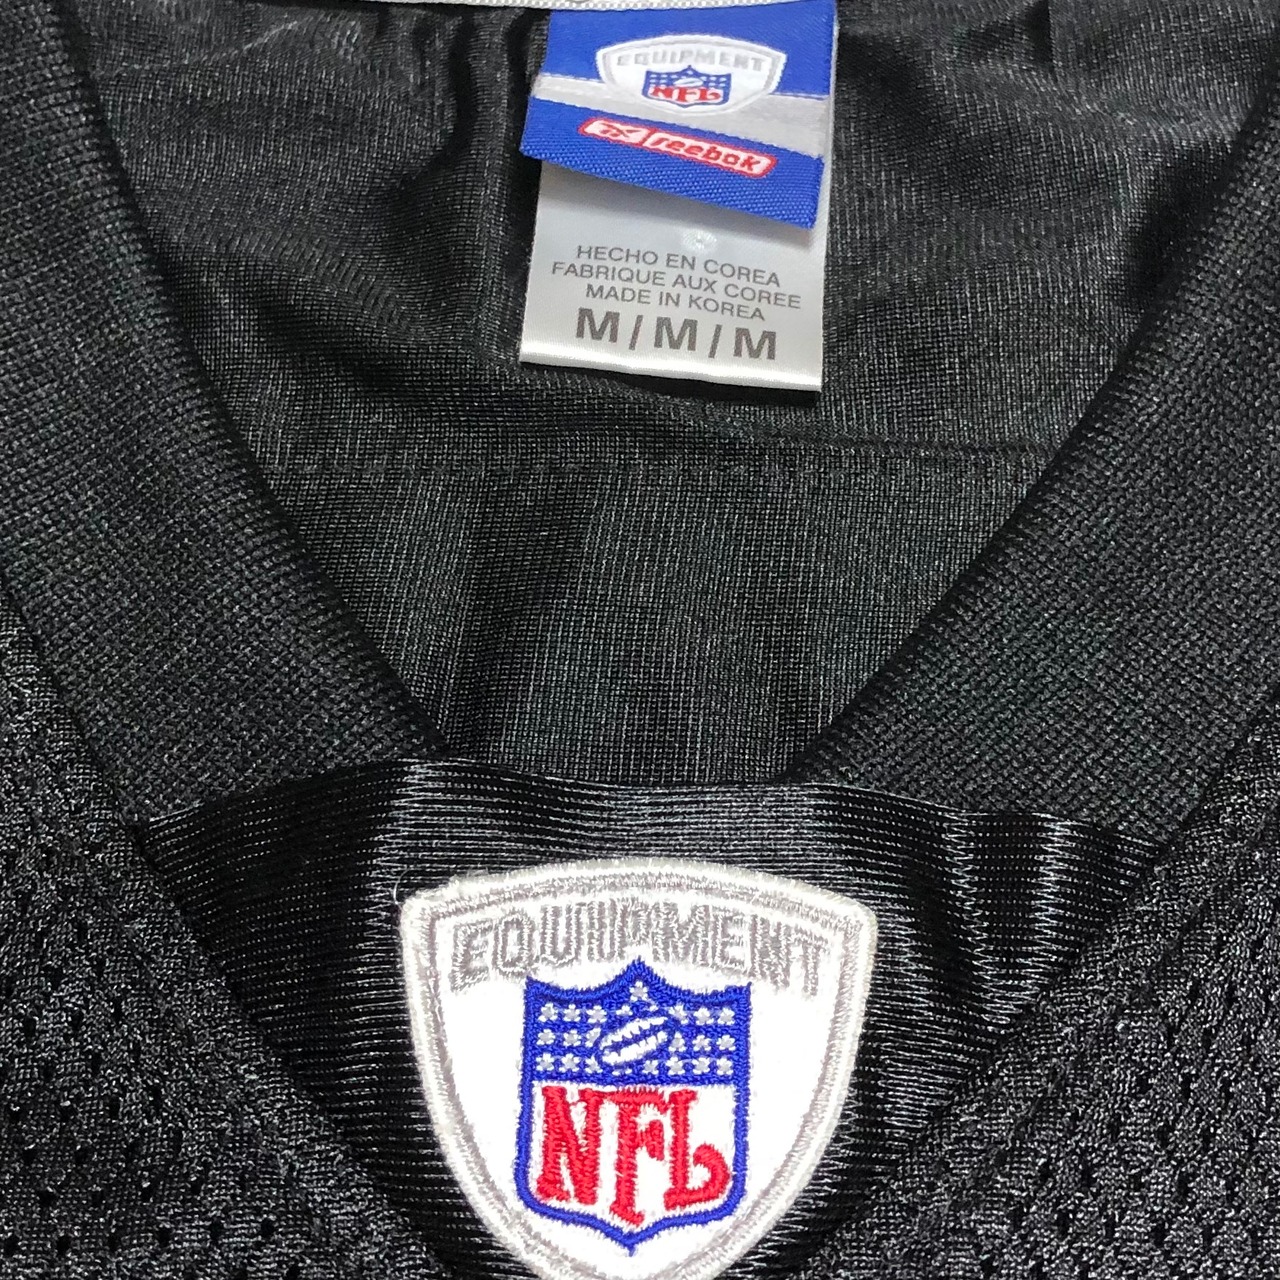 EQUIPMENT
NFL
reebok
HECHO EN COREA
FABRIQUE AUX COREE
MADE IN KOREA
M/M/M
EQUIPMENT
NFL